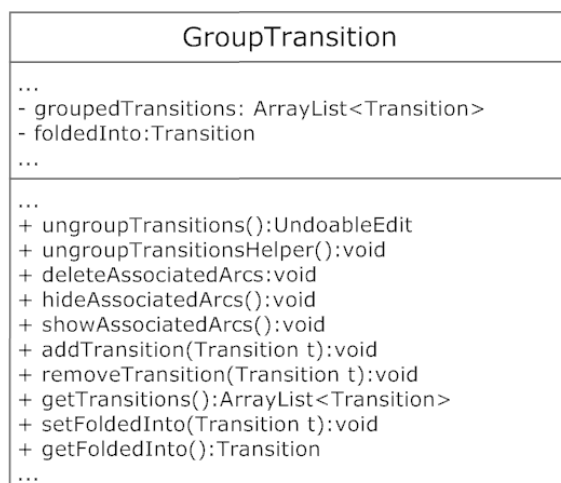 GroupTransition
...
- groupedTransitions: ArrayList<Transition>
- foldedInto:Transition
...
...
+ ungroupTransitions():UndoableEdit
+ ungroupTransitionsHelper():void
+ deleteAssociatedArcs:void
+ hideAssociatedArcs():void
+ showAssociatedArcs():void
+ addTransition(Transition t):void
+ removeTransition(Transition t):void
+ getTransitions():ArrayList<Transition>
+ setFoldedInto(Transition t):void
+ getFoldedInto():Transition
...